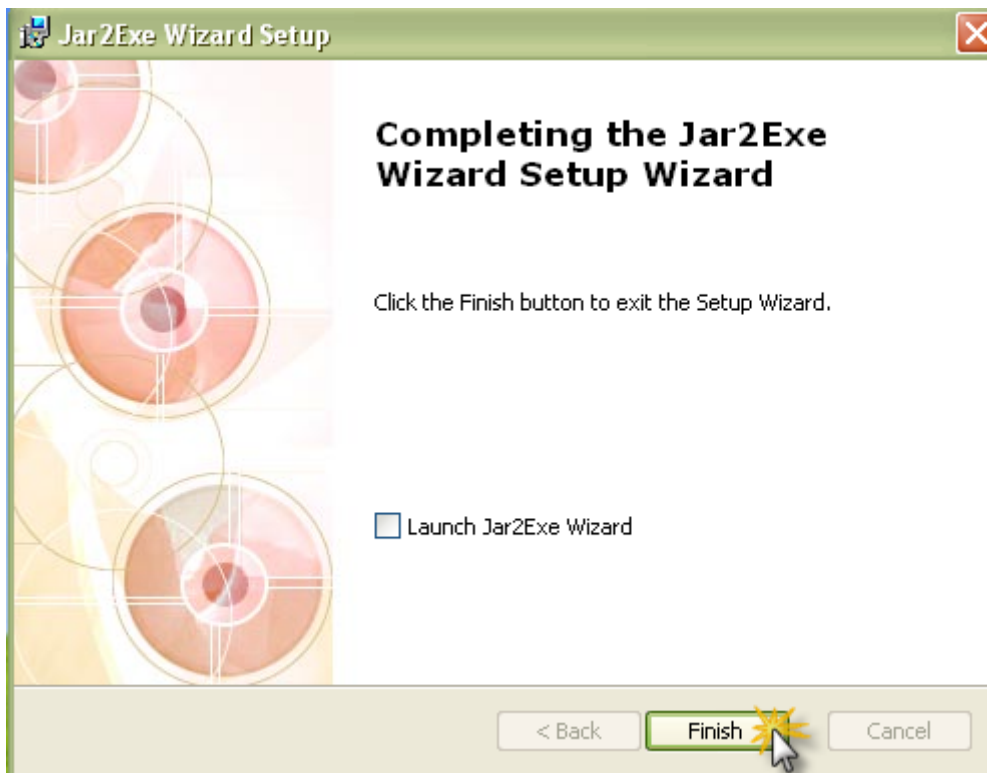 Jar2Exe Wizard Setup
Completing the Jar2Exe
Wizard Setup Wizard
Click the Finish button to exit the Setup Wizard.
Launch Jar2Exe Wizard
< Back Finish Cancel